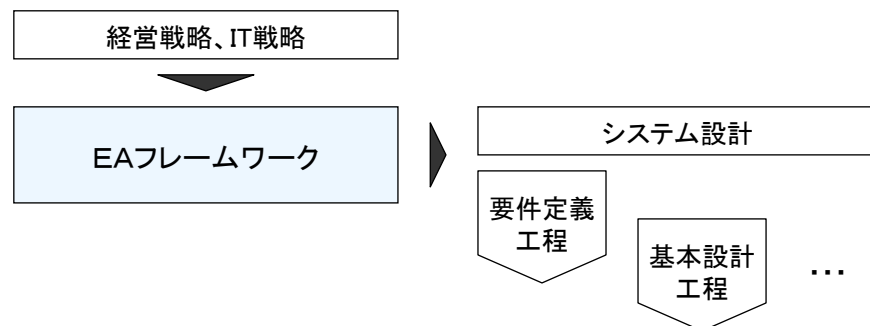 経営戦略、IT戦略
EAフレームワーク
システム設計
要件定義
工程
基本設計
工程
…